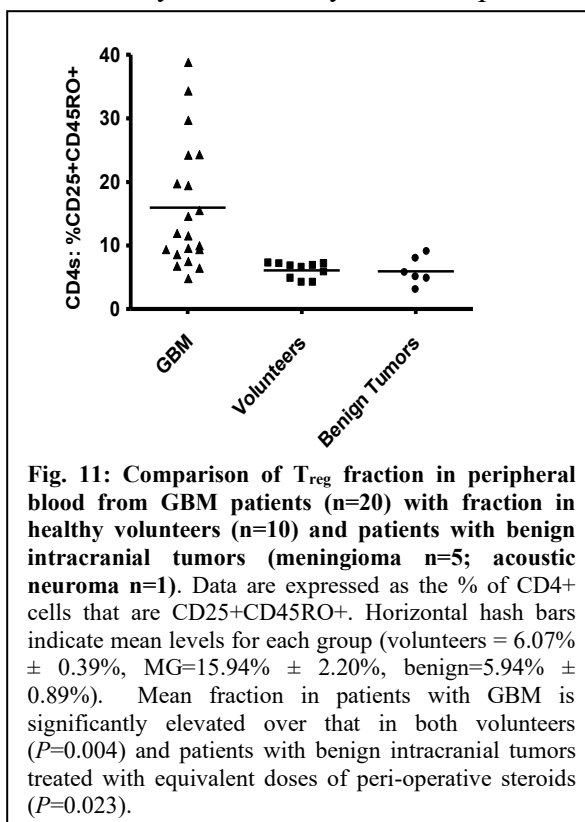 40
30
20
10
0
CD4s: %CD25+CD45RO+
GBM
Volunteers
Benign Tumors
Fig. 11: Comparison of Treg fraction in peripheral
blood from GBM patients (n=20) with fraction in
healthy volunteers (n=10) and patients with benign
intracranial tumors (meningioma n=5; acoustic
neuroma n=1). Data are expressed as the % of CD4+
cells that are CD25+CD45RO+. Horizontal hash bars
indicate mean levels for each group (volunteers = 6.07%
± 0.39%, MG=15.94% ± 2.20%, benign=5.94% ±
0.89%). Mean fraction in patients with GBM is
significantly elevated over that in both volunteers
(P=0.004) and patients with benign intracranial tumors
treated with equivalent doses of peri-operative steroids
(P=0.023).